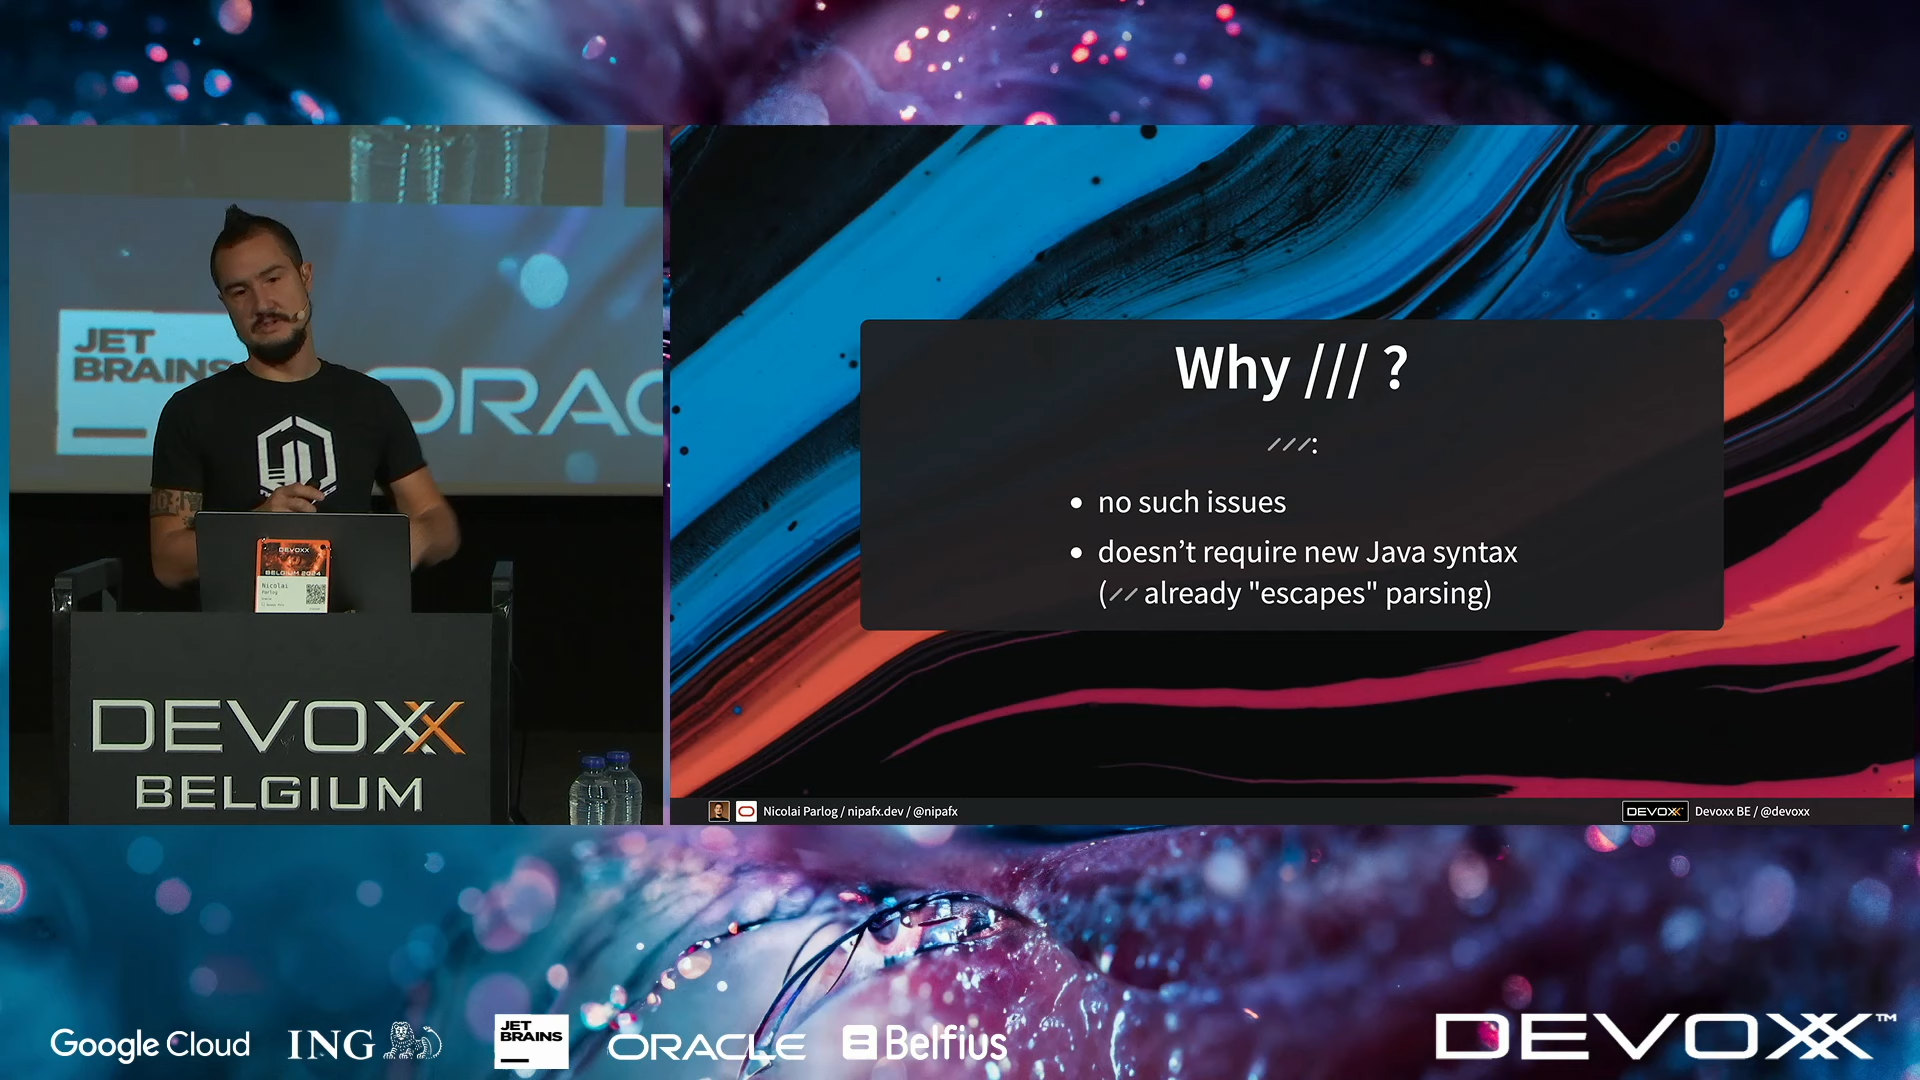 JET
BRAINS
ORAC
DEVOXX
BELGIUM 2024
Nicolai
Parlog
DEVOXX
BELGIUM
Why /// ?
///:
no such issues
doesn’t require new Java syntax
(// already "escapes" parsing)
Nicolai Parlog / nipafx.dev / @nipafx
DEVOXX
Devoxx BE / @devoxx
Google Cloud
ING
JET
BRAINS
ORACLE
Belfius
DEVOXX™